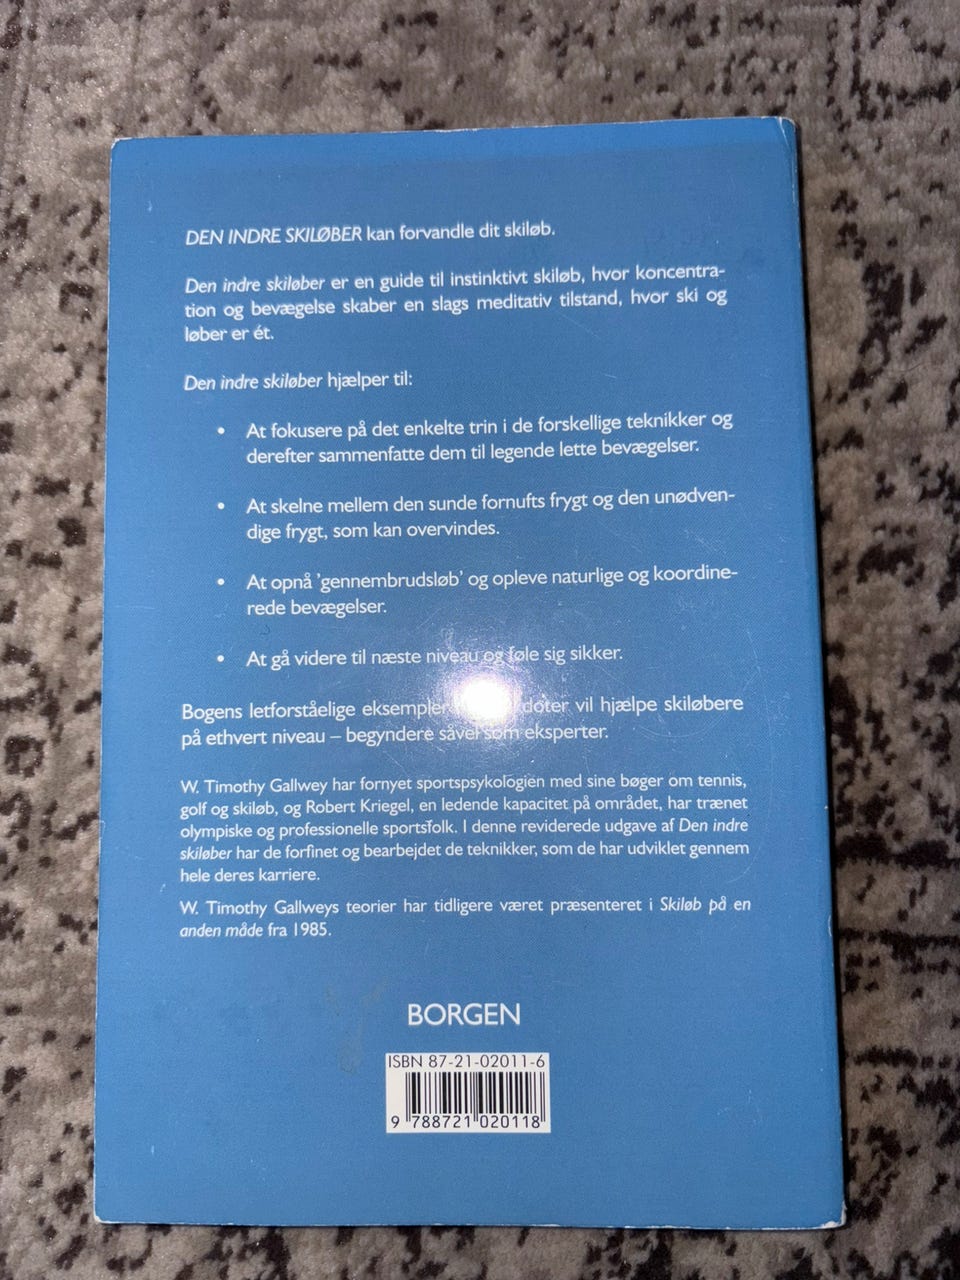 DEN INDRE SKILØBER kan forvandle dit skiløb.
Den indre skiløber er en guide til instinktivt skiløb, hvor koncentra-
tion og bevægelse skaber en slags meditativ tilstand, hvor ski og
løber er ét.
Den indre skiløber hjælper til:
• At fokusere på det enkelte trin i de forskellige teknikker og
derefter sammenfatte dem til legende lette bevægelser.
• At skelne mellem den sunde fornufts frygt og den unødven-
dige frygt, som kan overvindes.
• At opnå 'gennembrudsløb' og opleve naturlige og koordine-
rede bevægelser.
• At gå videre til næste niveau og føle sig sikker.
Bogens letforståelige eksempler vil hjælpe skiløbere
på ethvert niveau – begyndere såvel som eksperter.
W. Timothy Gallwey har fornyet sportspsykologien med sine bøger om tennis,
golf og skiløb, og Robert Kriegel, en ledende kapacitet på området, har trænet
olympiske og professionelle sportsfolk. I denne reviderede udgave af Den indre
skiløber har de forfinet og bearbejdet de teknikker, som de har udviklet gennem
hele deres karriere.
W. Timothy Gallweys teorier har tidligere været præsenteret i Skiløb på en
anden måde fra 1985.
BORGEN
ISBN 87-21-02011-6
9 788721 020118